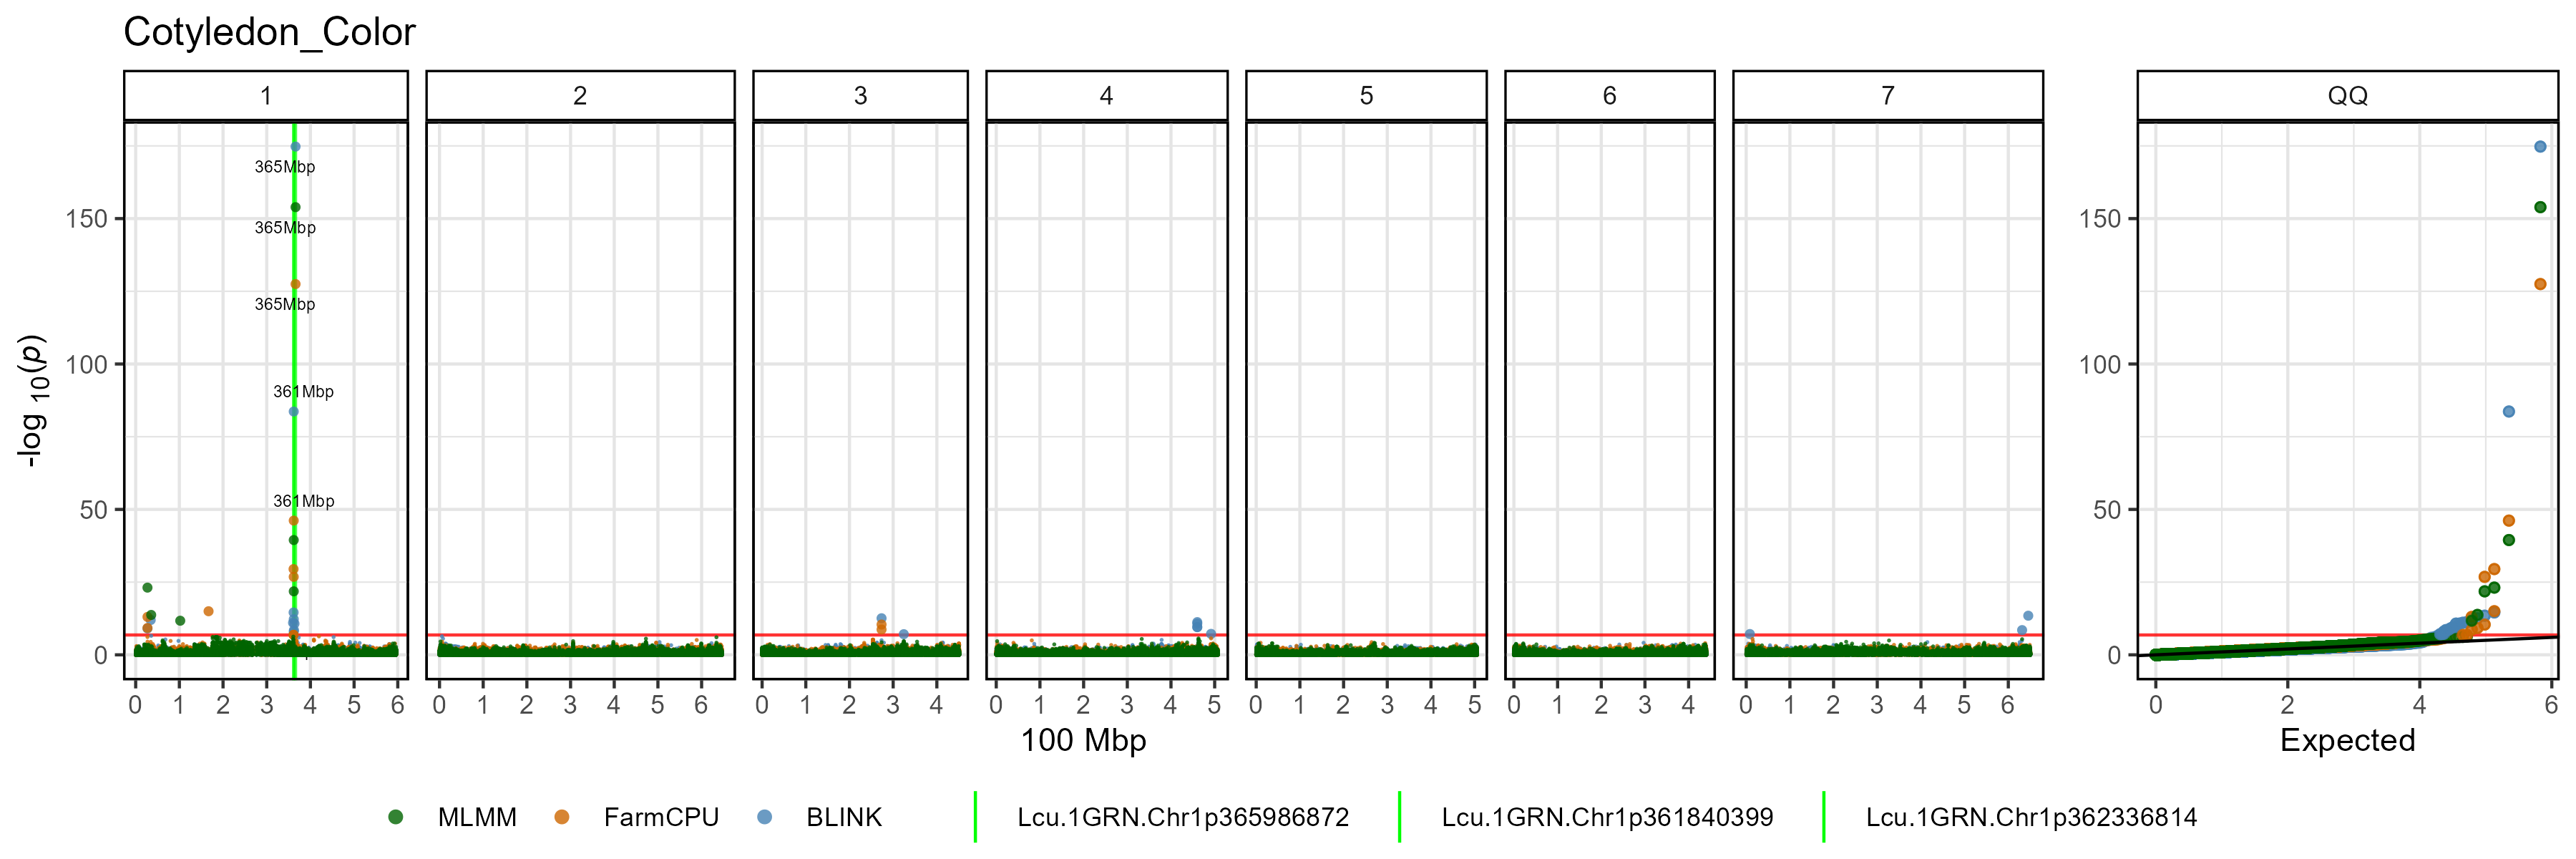 Cotyledon_Color
1 2 3 4 5 6 7 QQ
365Mbp
365Mbp
365Mbp
361Mbp
361Mbp
150
100
50
0
-log 10(p)
150
100
50
0
0 1 2 3 4 5 6
0 1 2 3 4 5 6
0 1 2 3 4
0 1 2 3 4 5
0 1 2 3 4 5
0 1 2 3 4
0 1 2 3 4 5 6
0 2 4 6
100 Mbp
Expected
MLMM FarmCPU BLINK Lcu.1GRN.Chr1p365986872 Lcu.1GRN.Chr1p361840399 Lcu.1GRN.Chr1p362336814